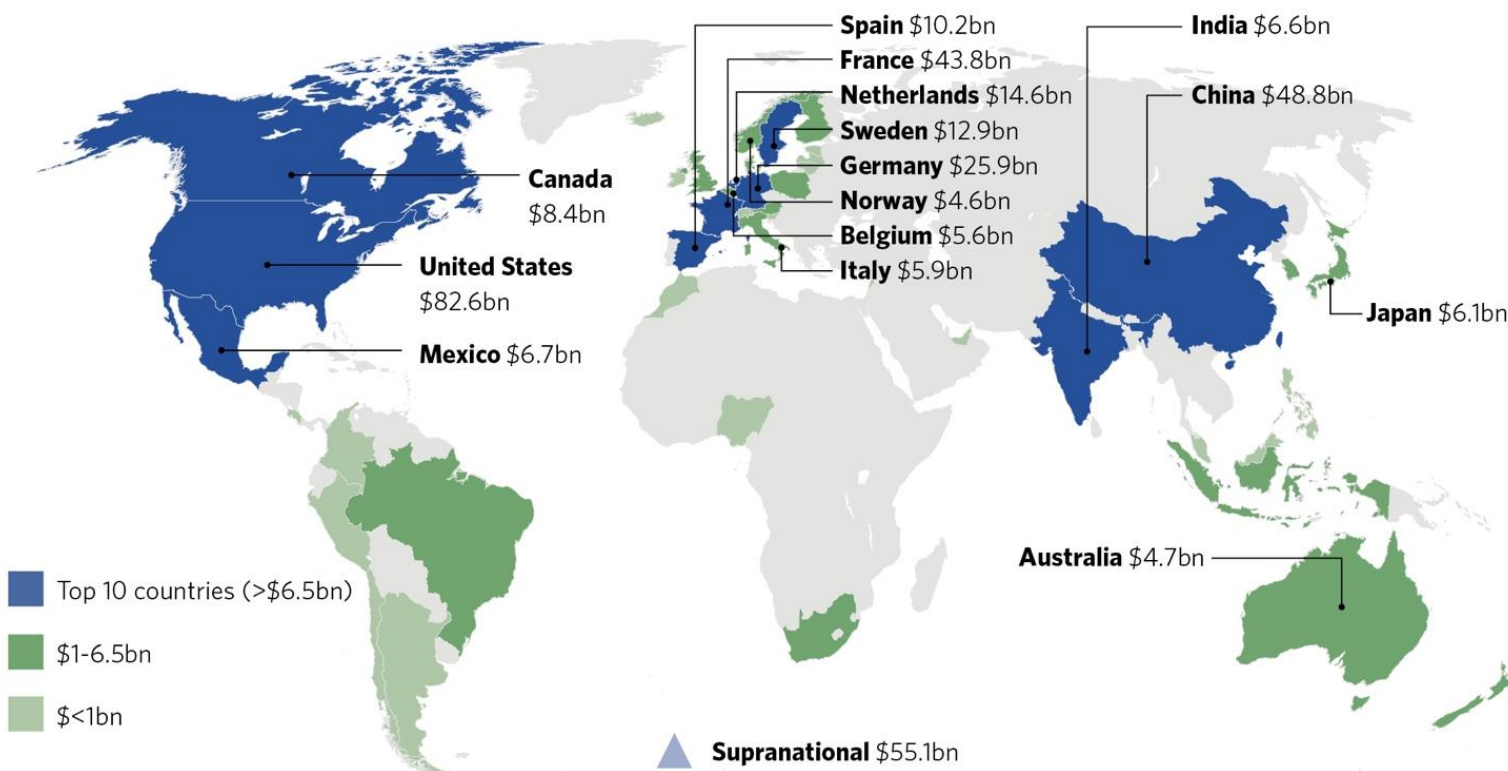 Spain $10.2bn
France $43.8bn
Netherlands $14.6bn
Sweden $12.9bn
Germany $25.9bn
Norway $4.6bn
Belgium $5.6bn
Italy $5.9bn
India $6.6bn
China $48.8bn
Japan $6.1bn
Canada
$8.4bn
United States
$82.6bn
Mexico $6.7bn
Australia $4.7bn
Top 10 countries (>$6.5bn)
$1-6.5bn
$<1bn
Supranational $55.1bn